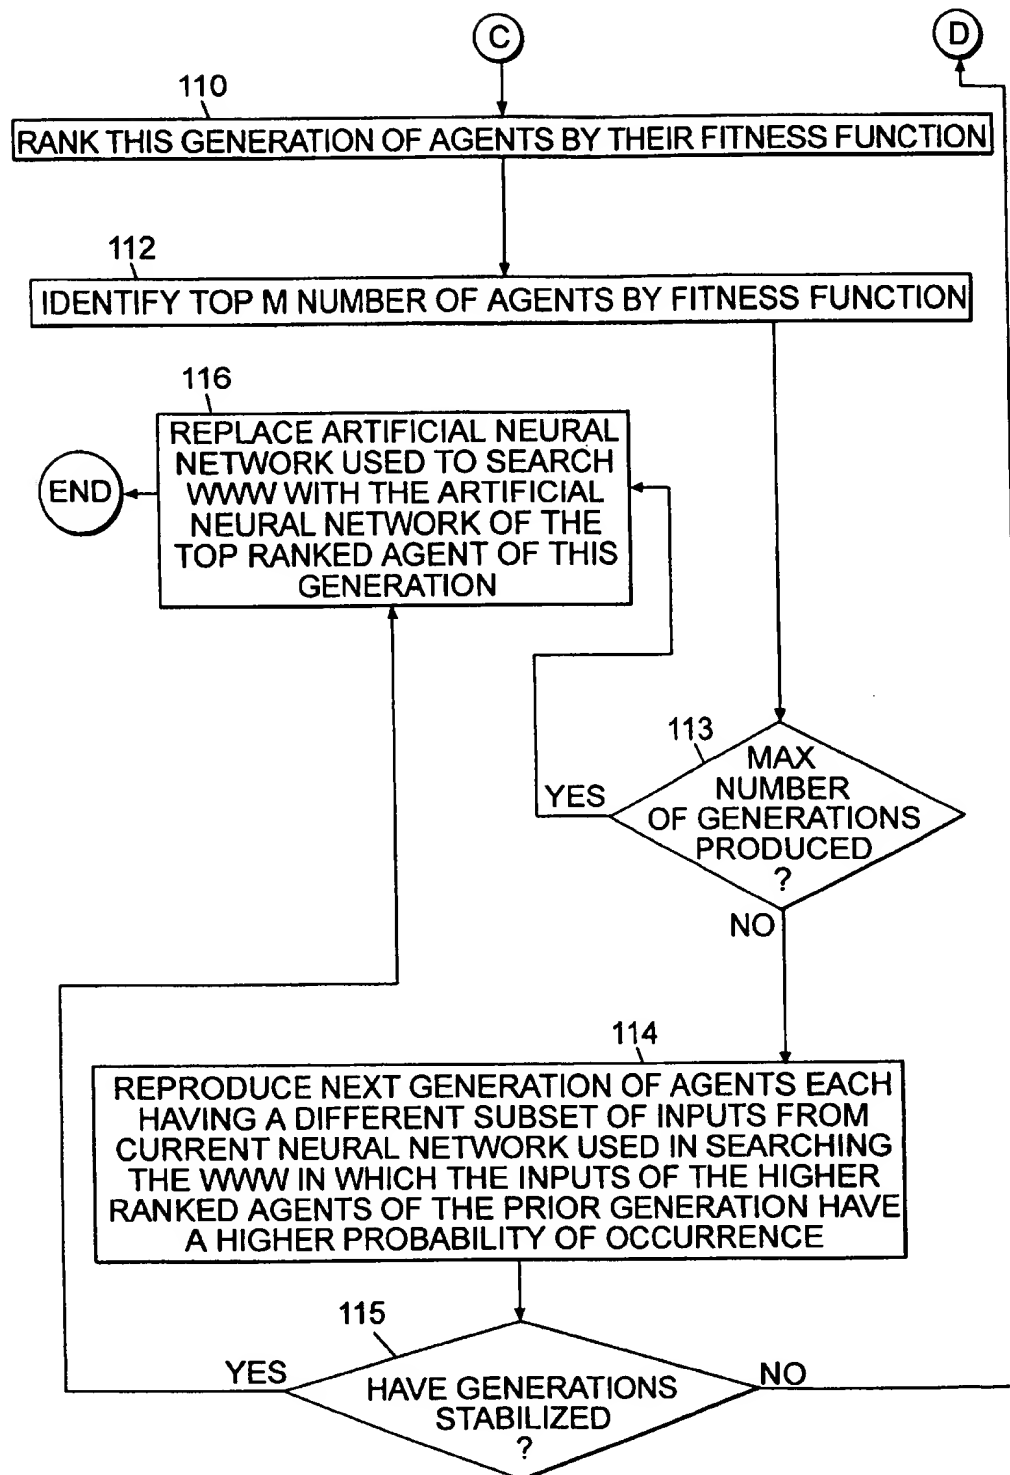 C
D
110
RANK THIS GENERATION OF AGENTS BY THEIR FITNESS FUNCTION
112
IDENTIFY TOP M NUMBER OF AGENTS BY FITNESS FUNCTION
116
REPLACE ARTIFICIAL NEURAL
NETWORK USED TO SEARCH
WWW WITH THE ARTIFICIAL
NEURAL NETWORK OF THE
TOP RANKED AGENT OF THIS
GENERATION
END
113
MAX
NUMBER
OF GENERATIONS
PRODUCED
?
YES
NO
114
REPRODUCE NEXT GENERATION OF AGENTS EACH
HAVING A DIFFERENT SUBSET OF INPUTS FROM
CURRENT NEURAL NETWORK USED IN SEARCHING
THE WWW IN WHICH THE INPUTS OF THE HIGHER
RANKED AGENTS OF THE PRIOR GENERATION HAVE
A HIGHER PROBABILITY OF OCCURRENCE
115
YES
HAVE GENERATIONS
STABILIZED
?
NO